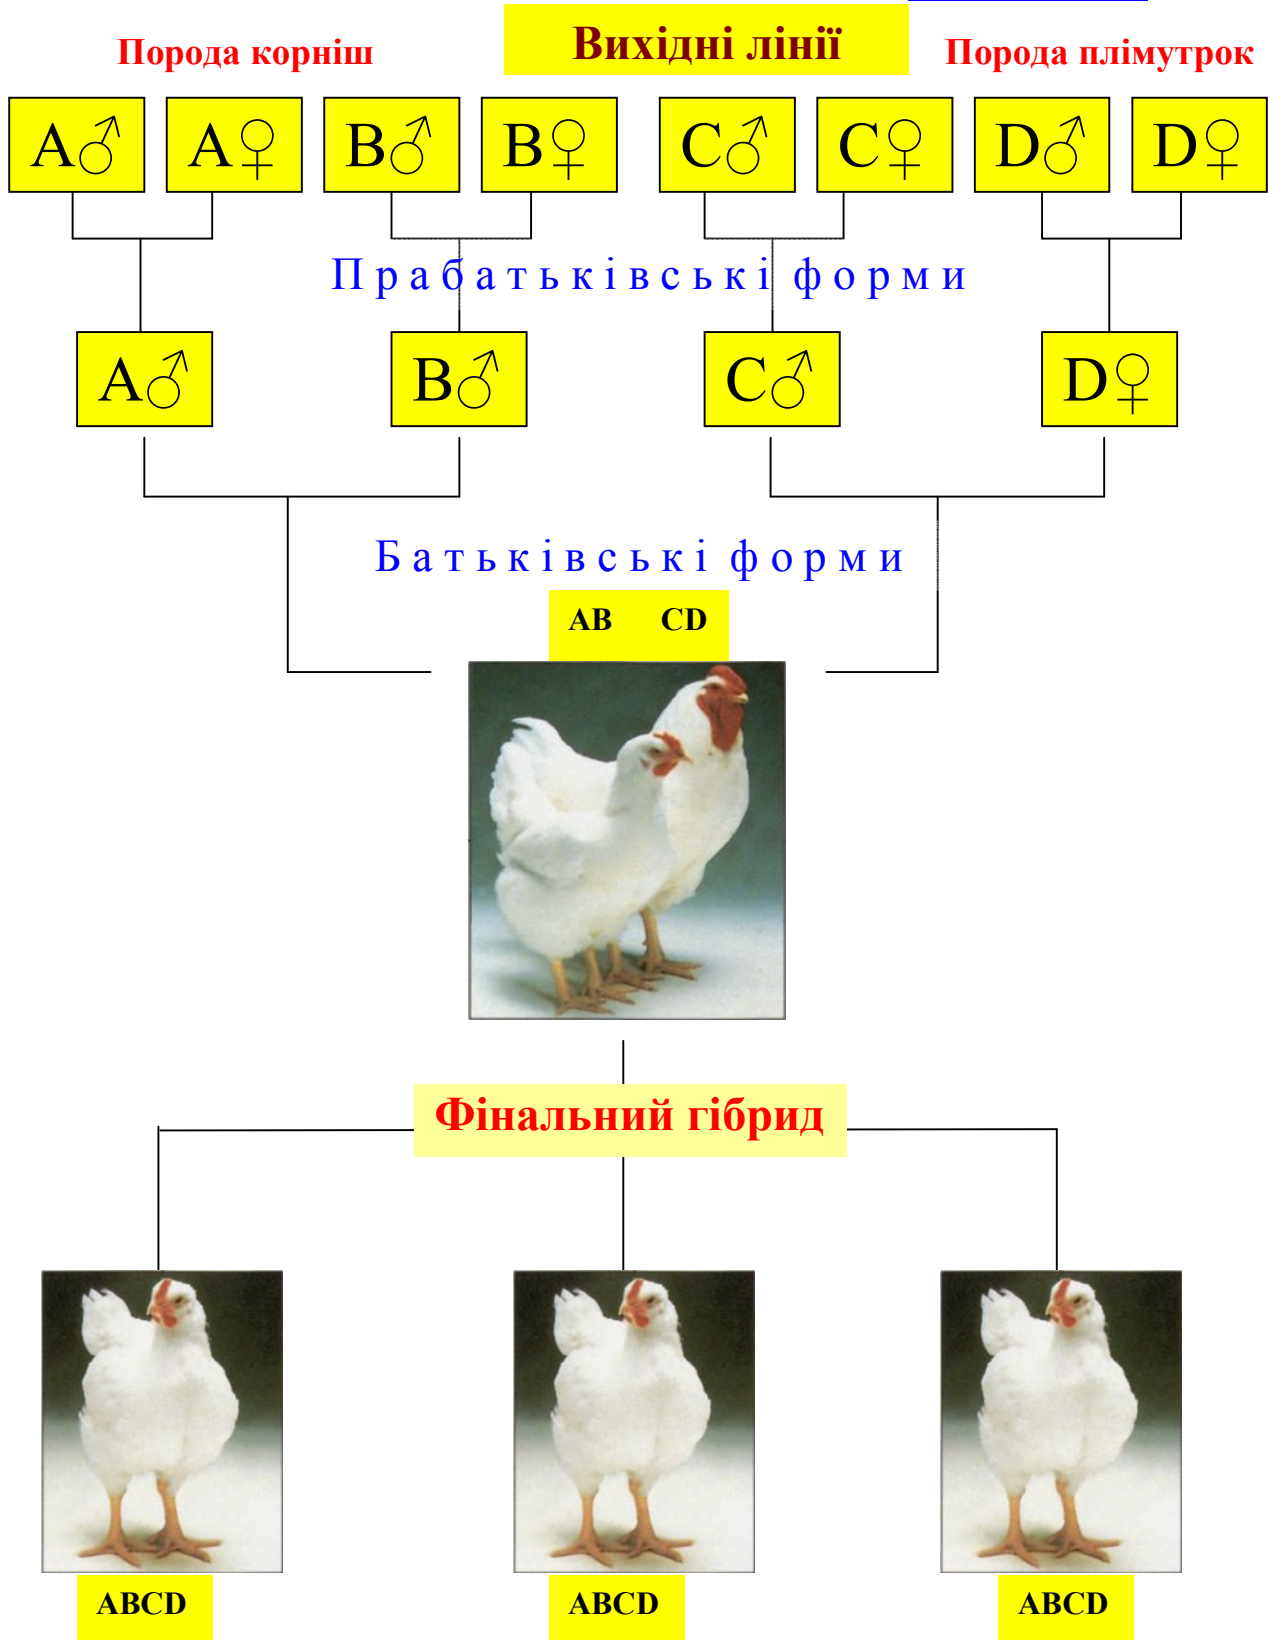 Вихідні лінії
Порода корніш Порода плімутрок
A♂ A♀ B♂ B♀ C♂ C♀ D♂ D♀
Прабатьківські форми
A♂ B♂ C♂ D♀
Батьківські форми
AB CD
Фінальний гібрид
ABCD ABCD ABCD